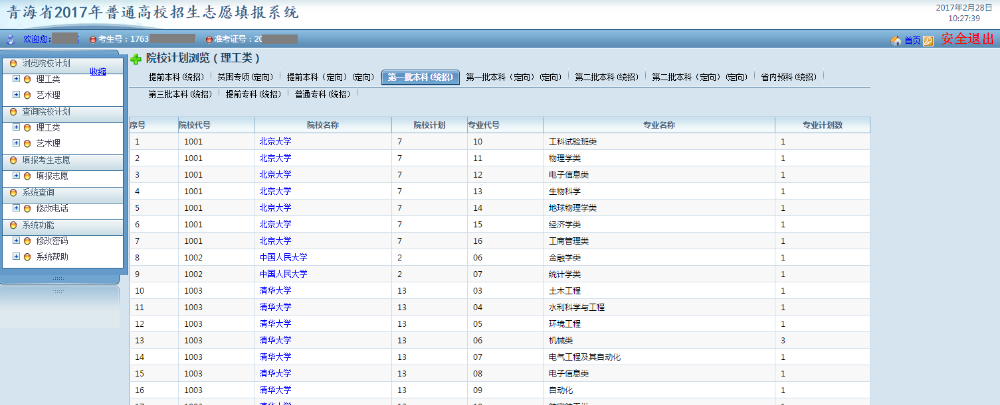 青海省2017年普通高校招生志愿填报系统
2017年2月28日
10:27:39
欢迎您:
考生号：1763
准考证号：20
首页
安全退出
浏览院校计划
收缩
理工类
艺术理
查询院校计划
理工类
艺术理
填报考生志愿
填报志愿
系统查询
修改电话
系统功能
修改密码
系统帮助
院校计划浏览（理工类）
提前本科(统招) 贫困专项(定向) 提前本科（定向）(定向) 第一批本科(统招) 第一批本科（定向）(定向) 第二批本科(统招) 第二批本科（定向）(定向) 省内预科(统招)
第三批本科(统招) 提前专科(统招) 普通专科(统招)
序号 院校代号 院校名称 院校计划 专业代号 专业名称 专业计划数
1 1001 北京大学 7 10 工科试验班类 1
2 1001 北京大学 7 11 物理学类 1
3 1001 北京大学 7 12 电子信息类 1
4 1001 北京大学 7 13 生物科学 1
5 1001 北京大学 7 14 地球物理学类 1
6 1001 北京大学 7 15 经济学类 1
7 1001 北京大学 7 16 工商管理类 1
8 1002 中国人民大学 2 06 金融学类 1
9 1002 中国人民大学 2 07 统计学类 1
10 1003 清华大学 13 03 土木工程 1
11 1003 清华大学 13 04 水利科学与工程 1
12 1003 清华大学 13 05 环境工程 1
13 1003 清华大学 13 06 机械类 3
14 1003 清华大学 13 07 电气工程及其自动化 1
15 1003 清华大学 13 08 电子信息类 1
16 1003 清华大学 13 09 自动化 1